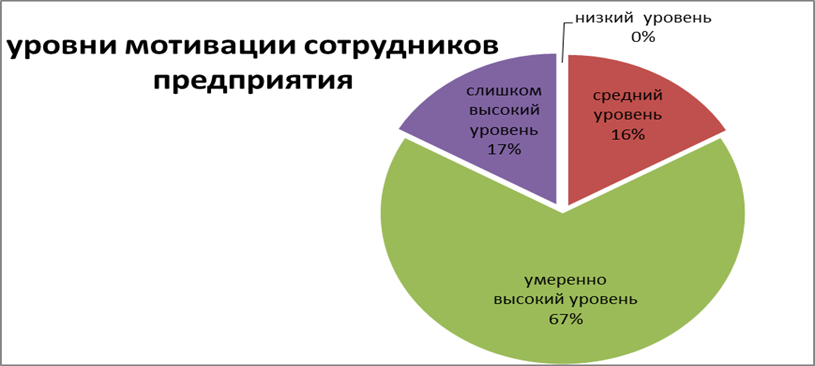 уровни мотивации сотрудников
предприятия
низкий уровень
0%
слишком
высокий
уровень
17%
средний
уровень
16%
умеренно
высокий уровень
67%